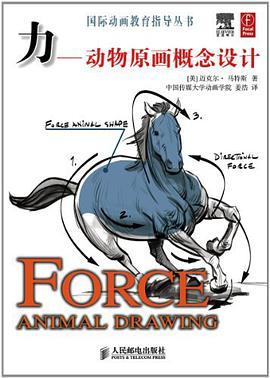 国际动画教育指导丛书
ELSEVIER
Focal Press
力—动物原画概念设计
[美]迈克尔·马特斯 著
中国传媒大学动画学院 姜浩 译
FORCE ANIMAL SHAPE
3.
DIRECTIONAL FORCE
1.
2.
FORCE
ANIMAL DRAWING
人民邮电出版社
POSTS & TELECOM PRESS